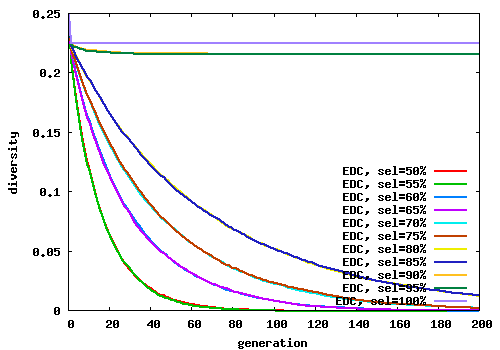 0.25
0.2
0.15
0.1
0.05
0
diversity
EDC, sel=50%
EDC, sel=55%
EDC, sel=60%
EDC, sel=65%
EDC, sel=70%
EDC, sel=75%
EDC, sel=80%
EDC, sel=85%
EDC, sel=90%
EDC, sel=95%
EDC, sel=100%
0 20 40 60 80 100 120 140 160 180 200
generation